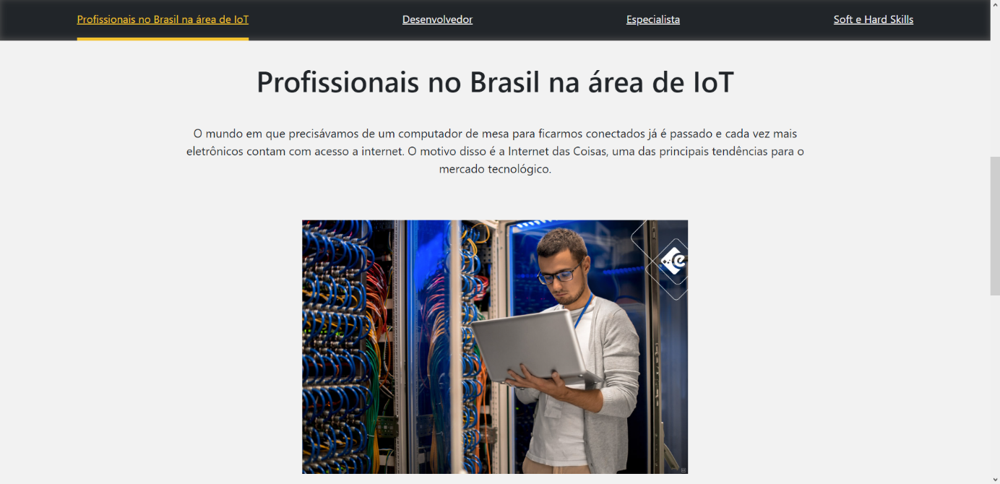 Profissionais no Brasil na área de IoT
Desenvolvedor
Especialista
Soft e Hard Skills
Profissionais no Brasil na área de IoT
O mundo em que precisávamos de um computador de mesa para ficarmos conectados já é passado e cada vez mais
eletrônicos contam com acesso a internet. O motivo disso é a Internet das Coisas, uma das principais tendências para o
mercado tecnológico.